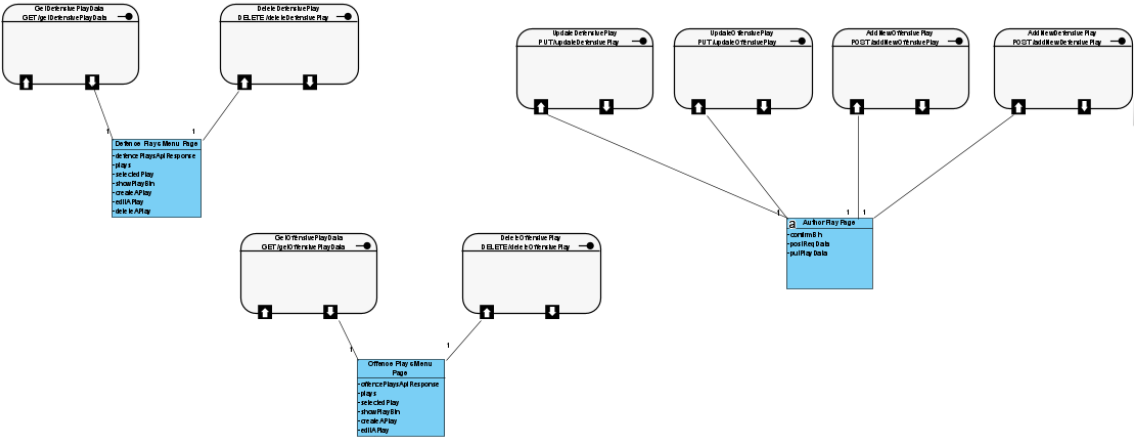 GetDefensivePlayData
GET/getDefensivePlayData
DeleteDefensivePlay
DELETE/deleteDefensivePlay
1
1
Defence Plays Menu Page
-defencePlaysApiResponse
-plays
-selectedPlay
-showPlayBtn
-createAPlay
-editAPlay
-deleteAPlay
UpdateDefensivePlay
PUT/updateDefensivePlay
UpdateOffensivePlay
PUT/updateOffensivePlay
AddNewOffensivePlay
POST/addNewOffensivePlay
AddNewDefensivePlay
POST/addNewDefensivePlay
1
1
1
a
Author Play Page
-confirmBtn
-postReqData
-putPlayData
GetOffensivePlayData
GET/getOffensivePlayData
DeleteOffensivePlay
DELETE/deleteOffensivePlay
1
1
Offence Plays Menu
Page
-offencePlaysApiResponse
-plays
-selectedPlay
-showPlayBtn
-createAPlay
-editAPlay